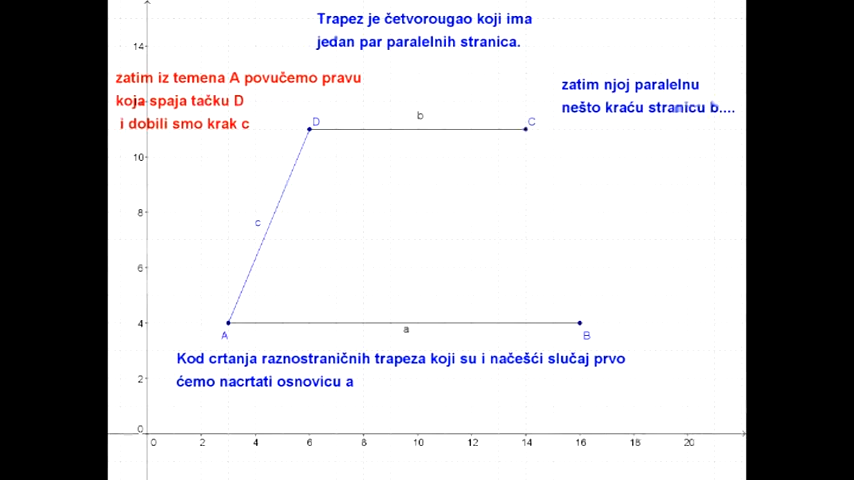 Trapez je četvorougao koji ima
jedan par paralelnih stranica.
zatim iz temena A povučemo pravu
koja spaja tačku D
i dobili smo krak c
zatim njoj paralelnu
nešto kraću stranicu b....
D
b
C
c
A
a
B
Kod crtanja raznostraničnih trapeza koji su i načešći slučaj prvo
ćemo nacrtati osnovicu a
14
10
8
6
4
2
0
0 2 4 6 8 10 12 14 16 18 20